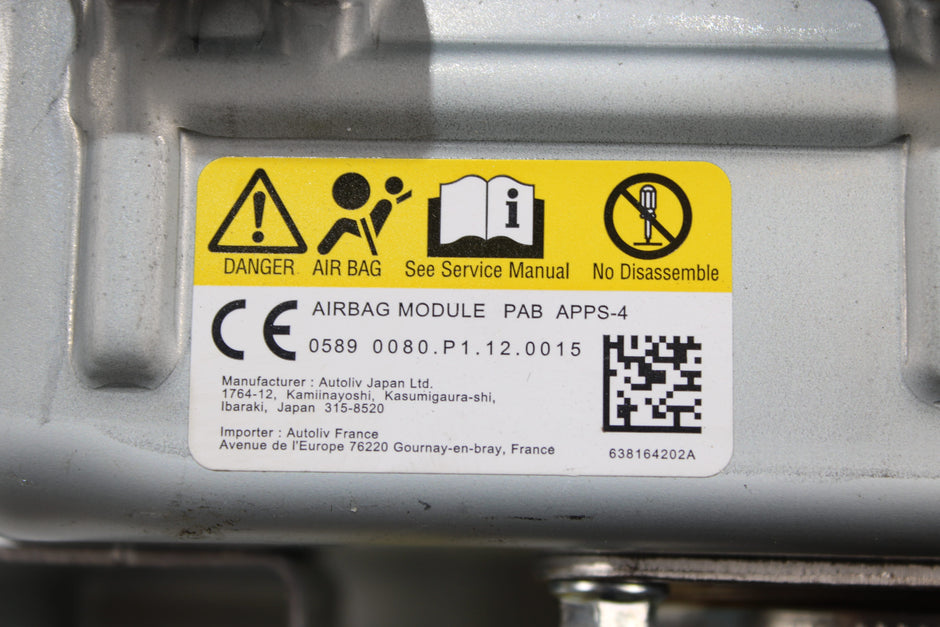 DANGER AIR BAG See Service Manual No Disassemble
CE AIRBAG MODULE PAB APPS-4
0589 0080.P1.12.0015
Manufacturer : Autoliv Japan Ltd.
1764-12, Kamiinayoshi, Kasumigaura-shi,
Ibaraki, Japan 315-8520
Importer : Autoliv France
Avenue de l'Europe 76220 Gournay-en-bray, France
638164202A